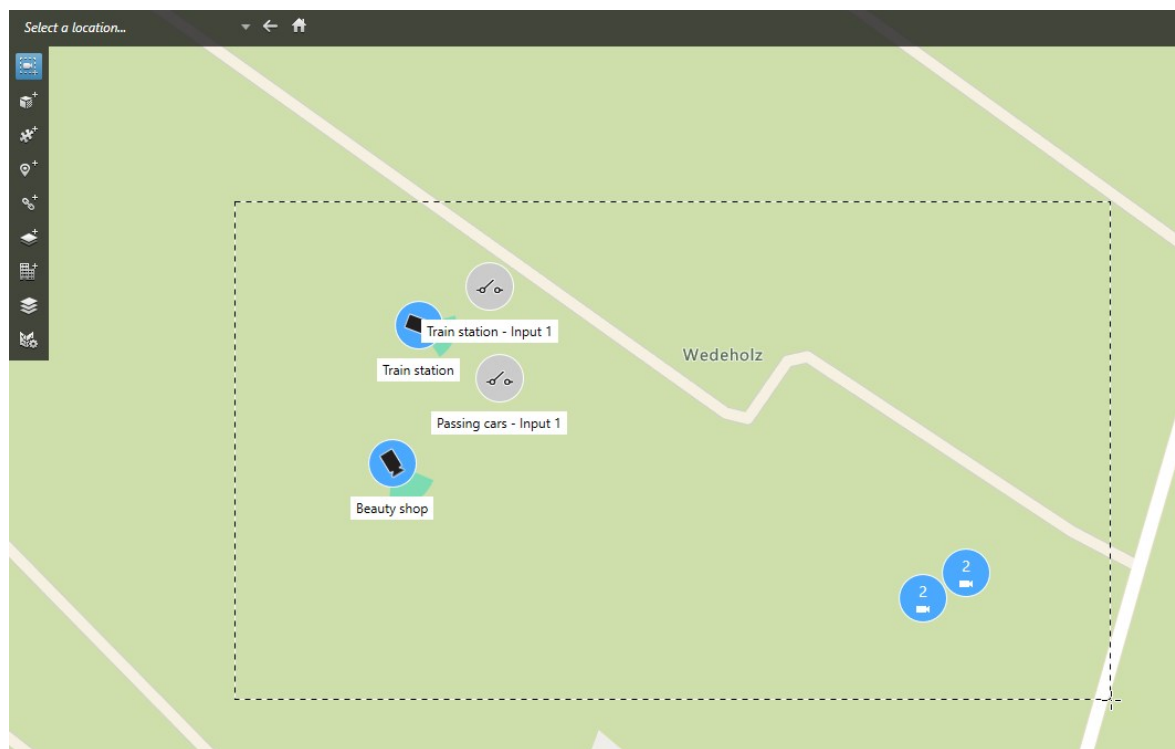 Select a location...
Train station - Input 1
Wedeholz
Train station
Passing cars - Input 1
Beauty shop
2
2